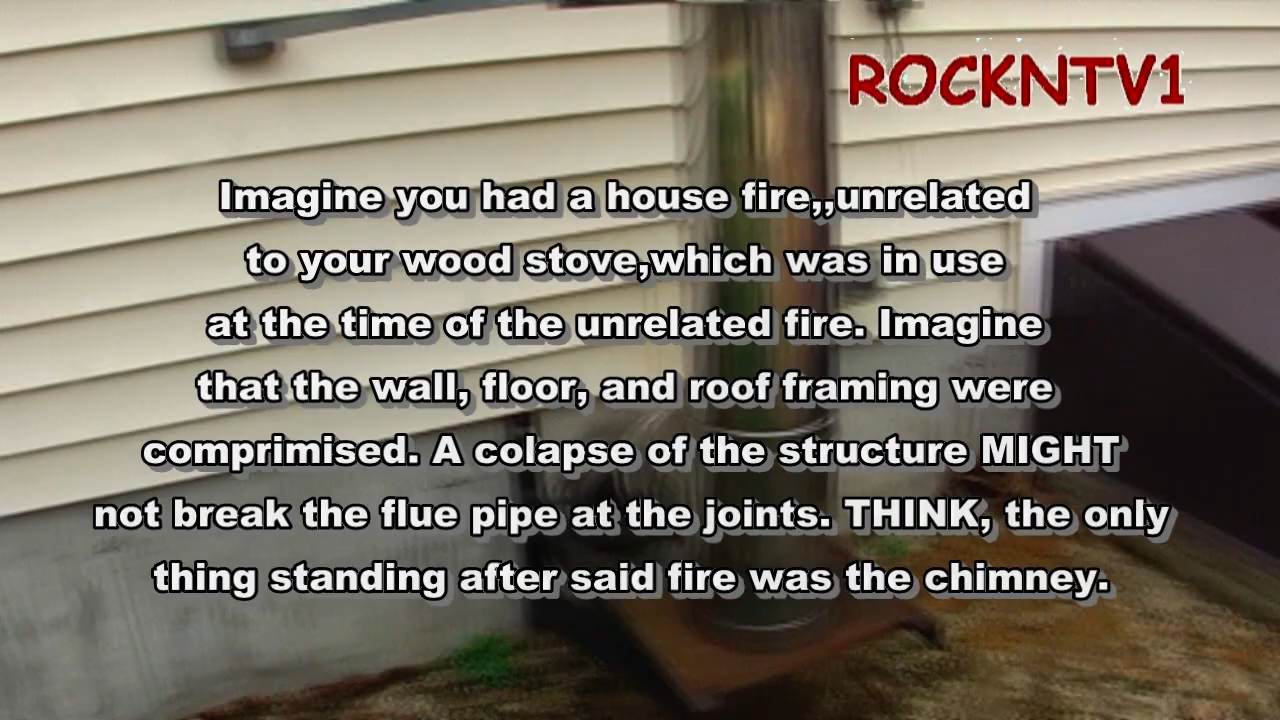 ROCKNTV1
Imagine you had a house fire,,unrelated
to your wood stove,which was in use
at the time of the unrelated fire. Imagine
that the wall, floor, and roof framing were
comprimised. A colapse of the structure MIGHT
not break the flue pipe at the joints. THINK, the only
thing standing after said fire was the chimney.